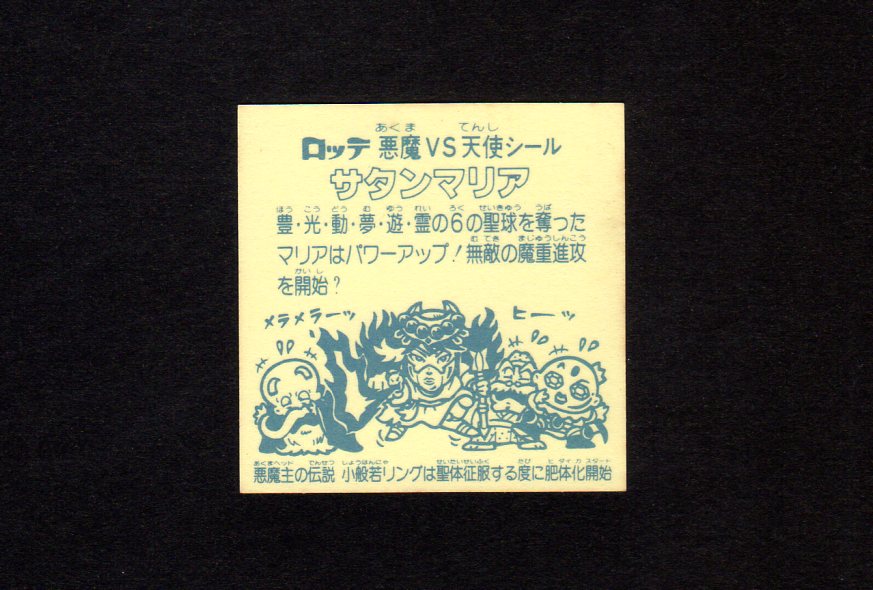 ロッテ 悪魔VS天使シール
サタンマリア
豊・光・動・夢・遊・霊の6の聖球を奪った
マリアはパワーアップ!無敵の魔重進攻
を開始?
メラメラーッ ヒーッ
悪魔主の伝説 小般若リングは聖体征服する度に肥体化開始